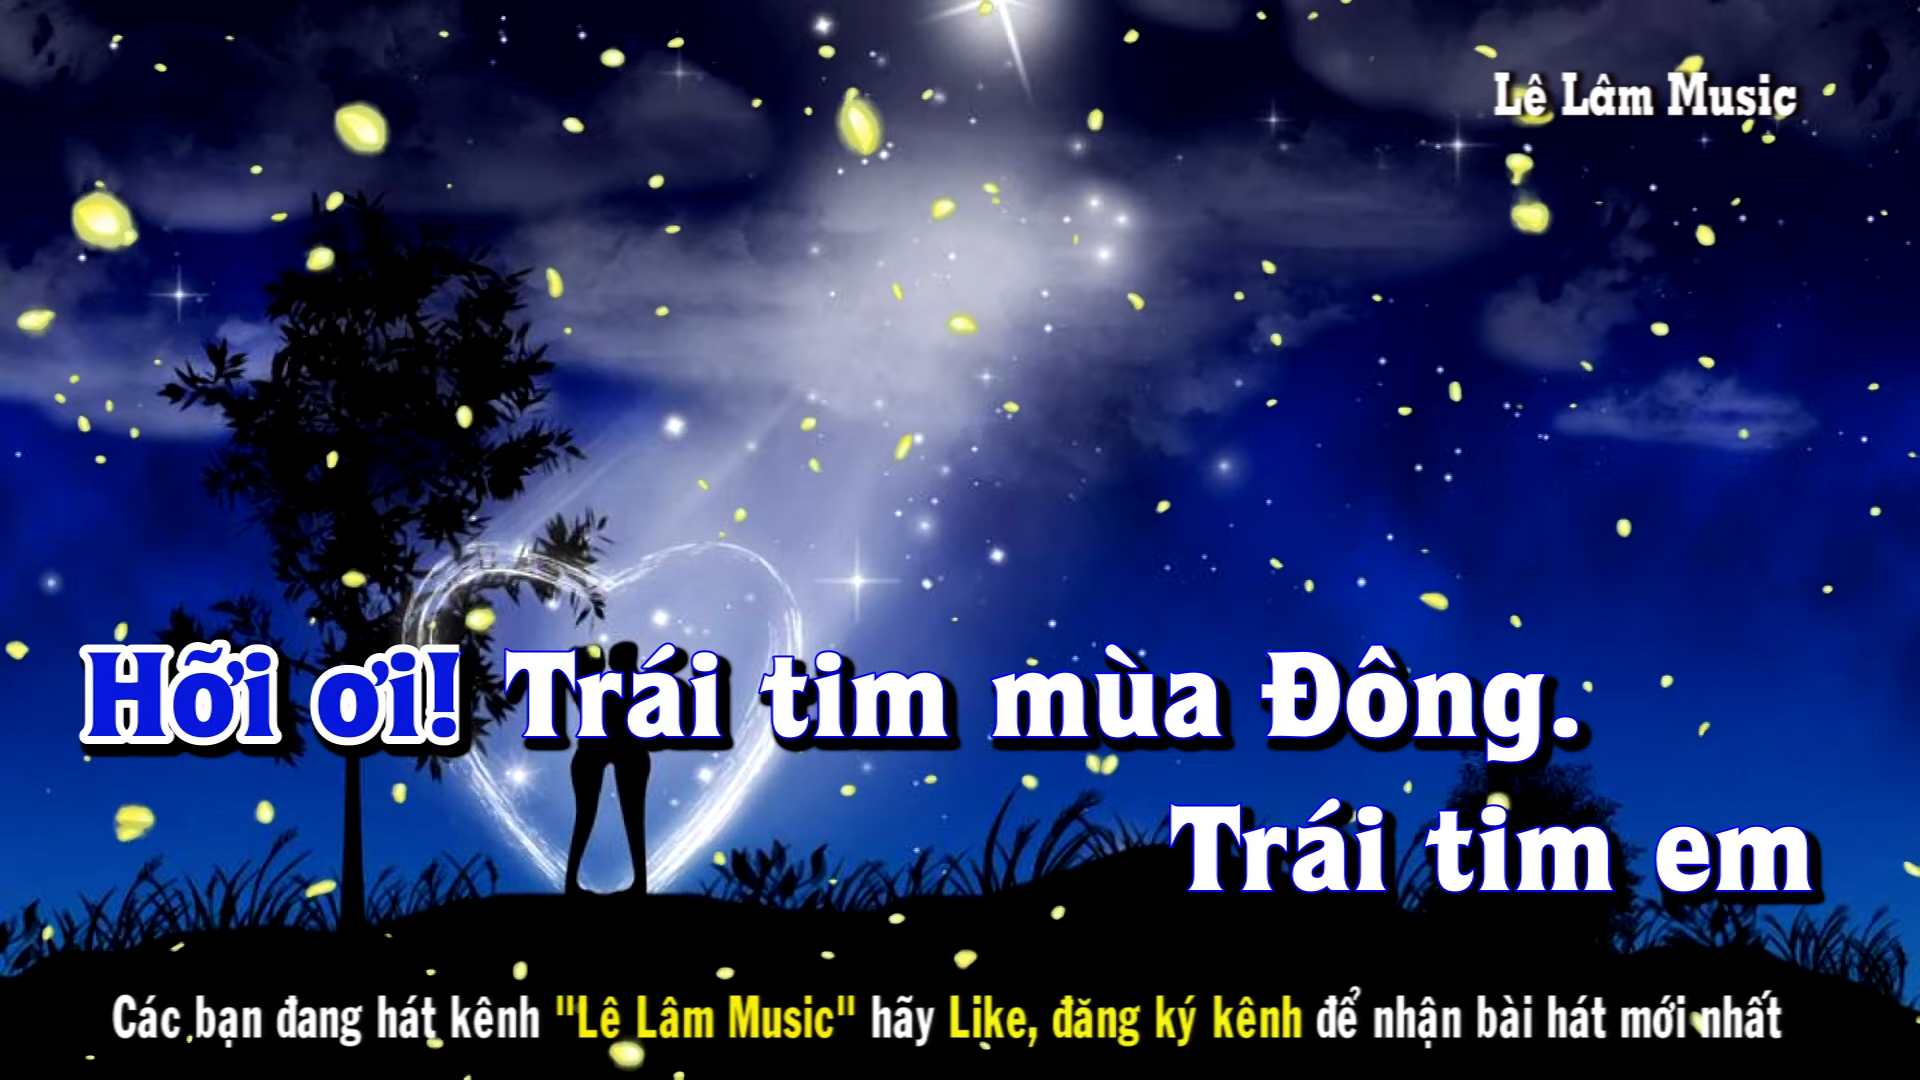 Lê Lâm Music
Hỡi ơi! Trái tim mùa Đông.
Trái tim em
Các bạn đang hát kênh "Lê Lâm Music" hãy Like, đăng ký kênh để nhận bài hát mới nhất